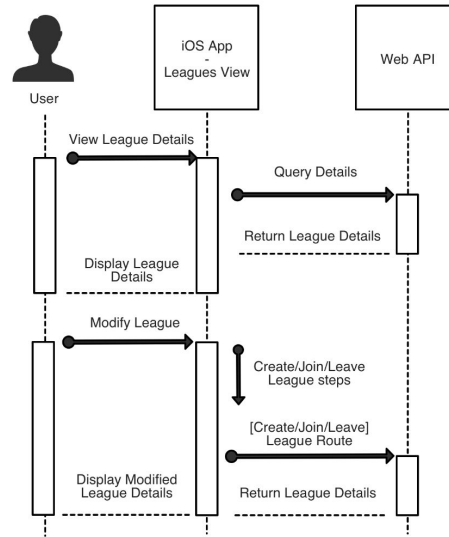 iOS App
-
Leagues View
Web API
User
View League Details
Query Details
Return League Details
Display League
Details
Modify League
Create/Join/Leave
League steps
[Create/Join/Leave]
League Route
Display Modified
League Details
Return League Details